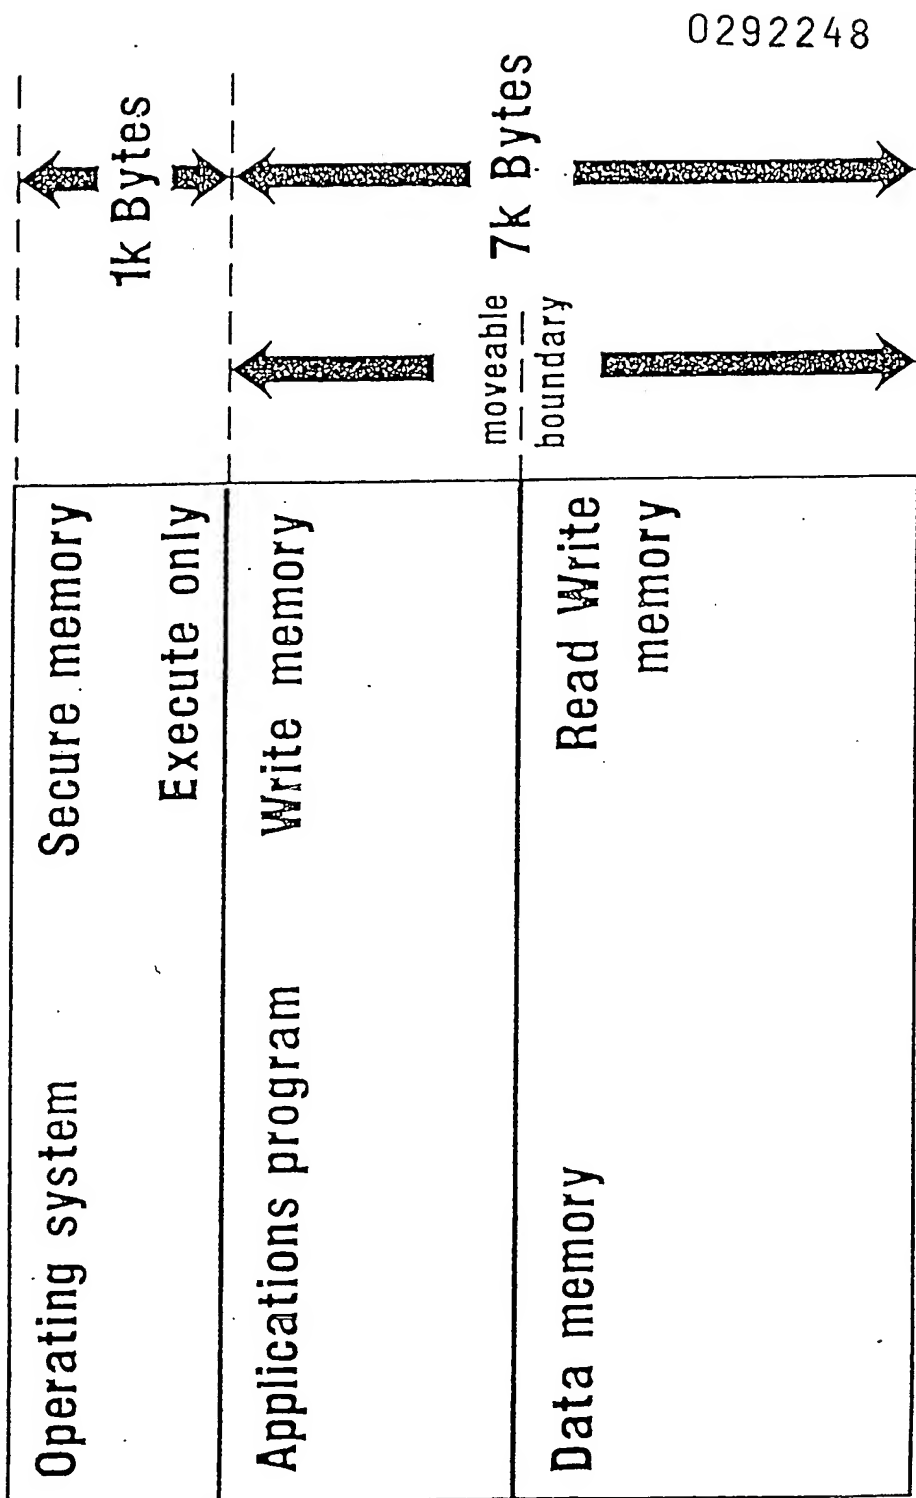 0292248
Operating system
Secure memory
Execute only
1k Bytes
Applications program
Write memory
moveable
boundary
7k Bytes
Data memory
Read Write
memory